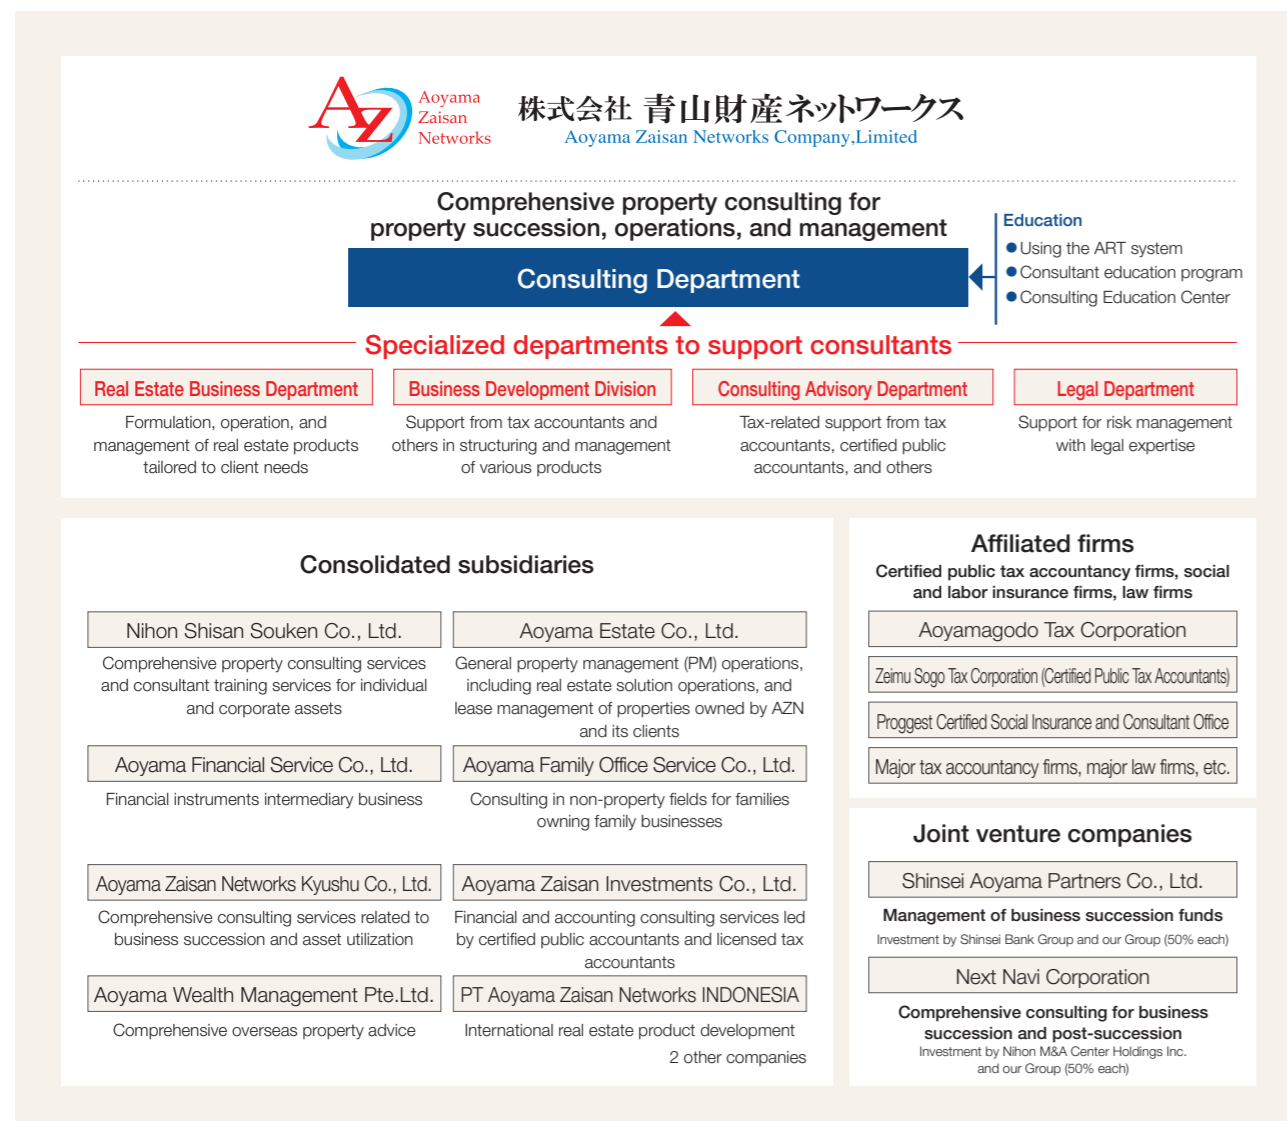 AZ
Aoyama
Zaisan
Networks
株式会社 青山財産ネットワークス
Aoyama Zaisan Networks Company,Limited
Comprehensive property consulting for
property succession, operations, and management
Consulting Department
Education
● Using the ART system
● Consultant education program
● Consulting Education Center
Specialized departments to support consultants
Real Estate Business Department
Formulation, operation, and
management of real estate products
tailored to client needs
Business Development Division
Support from tax accountants and
others in structuring and management
of various products
Consulting Advisory Department
Tax-related support from tax
accountants, certified public
accountants, and others
Legal Department
Support for risk management
with legal expertise
Consolidated subsidiaries
Nihon Shisan Souken Co., Ltd.
Comprehensive property consulting services
and consultant training services for individual
and corporate assets
Aoyama Estate Co., Ltd.
General property management (PM) operations,
including real estate solution operations, and
lease management of properties owned by AZN
and its clients
Aoyama Financial Service Co., Ltd.
Financial instruments intermediary business
Aoyama Family Office Service Co., Ltd.
Consulting in non-property fields for families
owning family businesses
Aoyama Zaisan Networks Kyushu Co., Ltd.
Comprehensive consulting services related to
business succession and asset utilization
Aoyama Zaisan Investments Co., Ltd.
Financial and accounting consulting services led
by certified public accountants and licensed tax
accountants
Aoyama Wealth Management Pte.Ltd.
Comprehensive overseas property advice
PT Aoyama Zaisan Networks INDONESIA
International real estate product development
2 other companies
Affiliated firms
Certified public tax accountancy firms, social
and labor insurance firms, law firms
Aoyamagodo Tax Corporation
Zeimu Sogo Tax Corporation (Certified Public Tax Accountants)
Proggest Certified Social Insurance and Consultant Office
Major tax accountancy firms, major law firms, etc.
Joint venture companies
Shinsei Aoyama Partners Co., Ltd.
Management of business succession funds
Investment by Shinsei Bank Group and our Group (50% each)
Next Navi Corporation
Comprehensive consulting for business
succession and post-succession
Investment by Nihon M&A Center Holdings Inc.
and our Group (50% each)